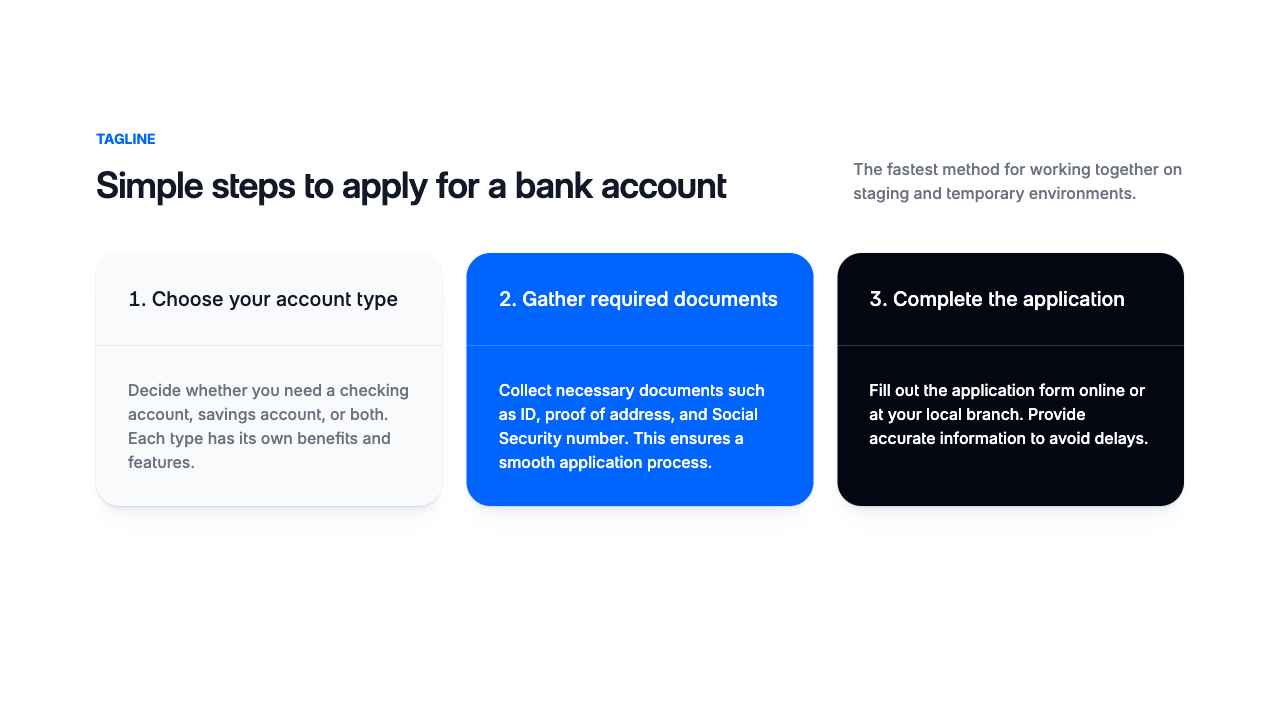 TAGLINE
Simple steps to apply for a bank account
The fastest method for working together on
staging and temporary environments.
1. Choose your account type
Decide whether you need a checking
account, savings account, or both.
Each type has its own benefits and
features.
2. Gather required documents
Collect necessary documents such
as ID, proof of address, and Social
Security number. This ensures a
smooth application process.
3. Complete the application
Fill out the application form online or
at your local branch. Provide
accurate information to avoid delays.